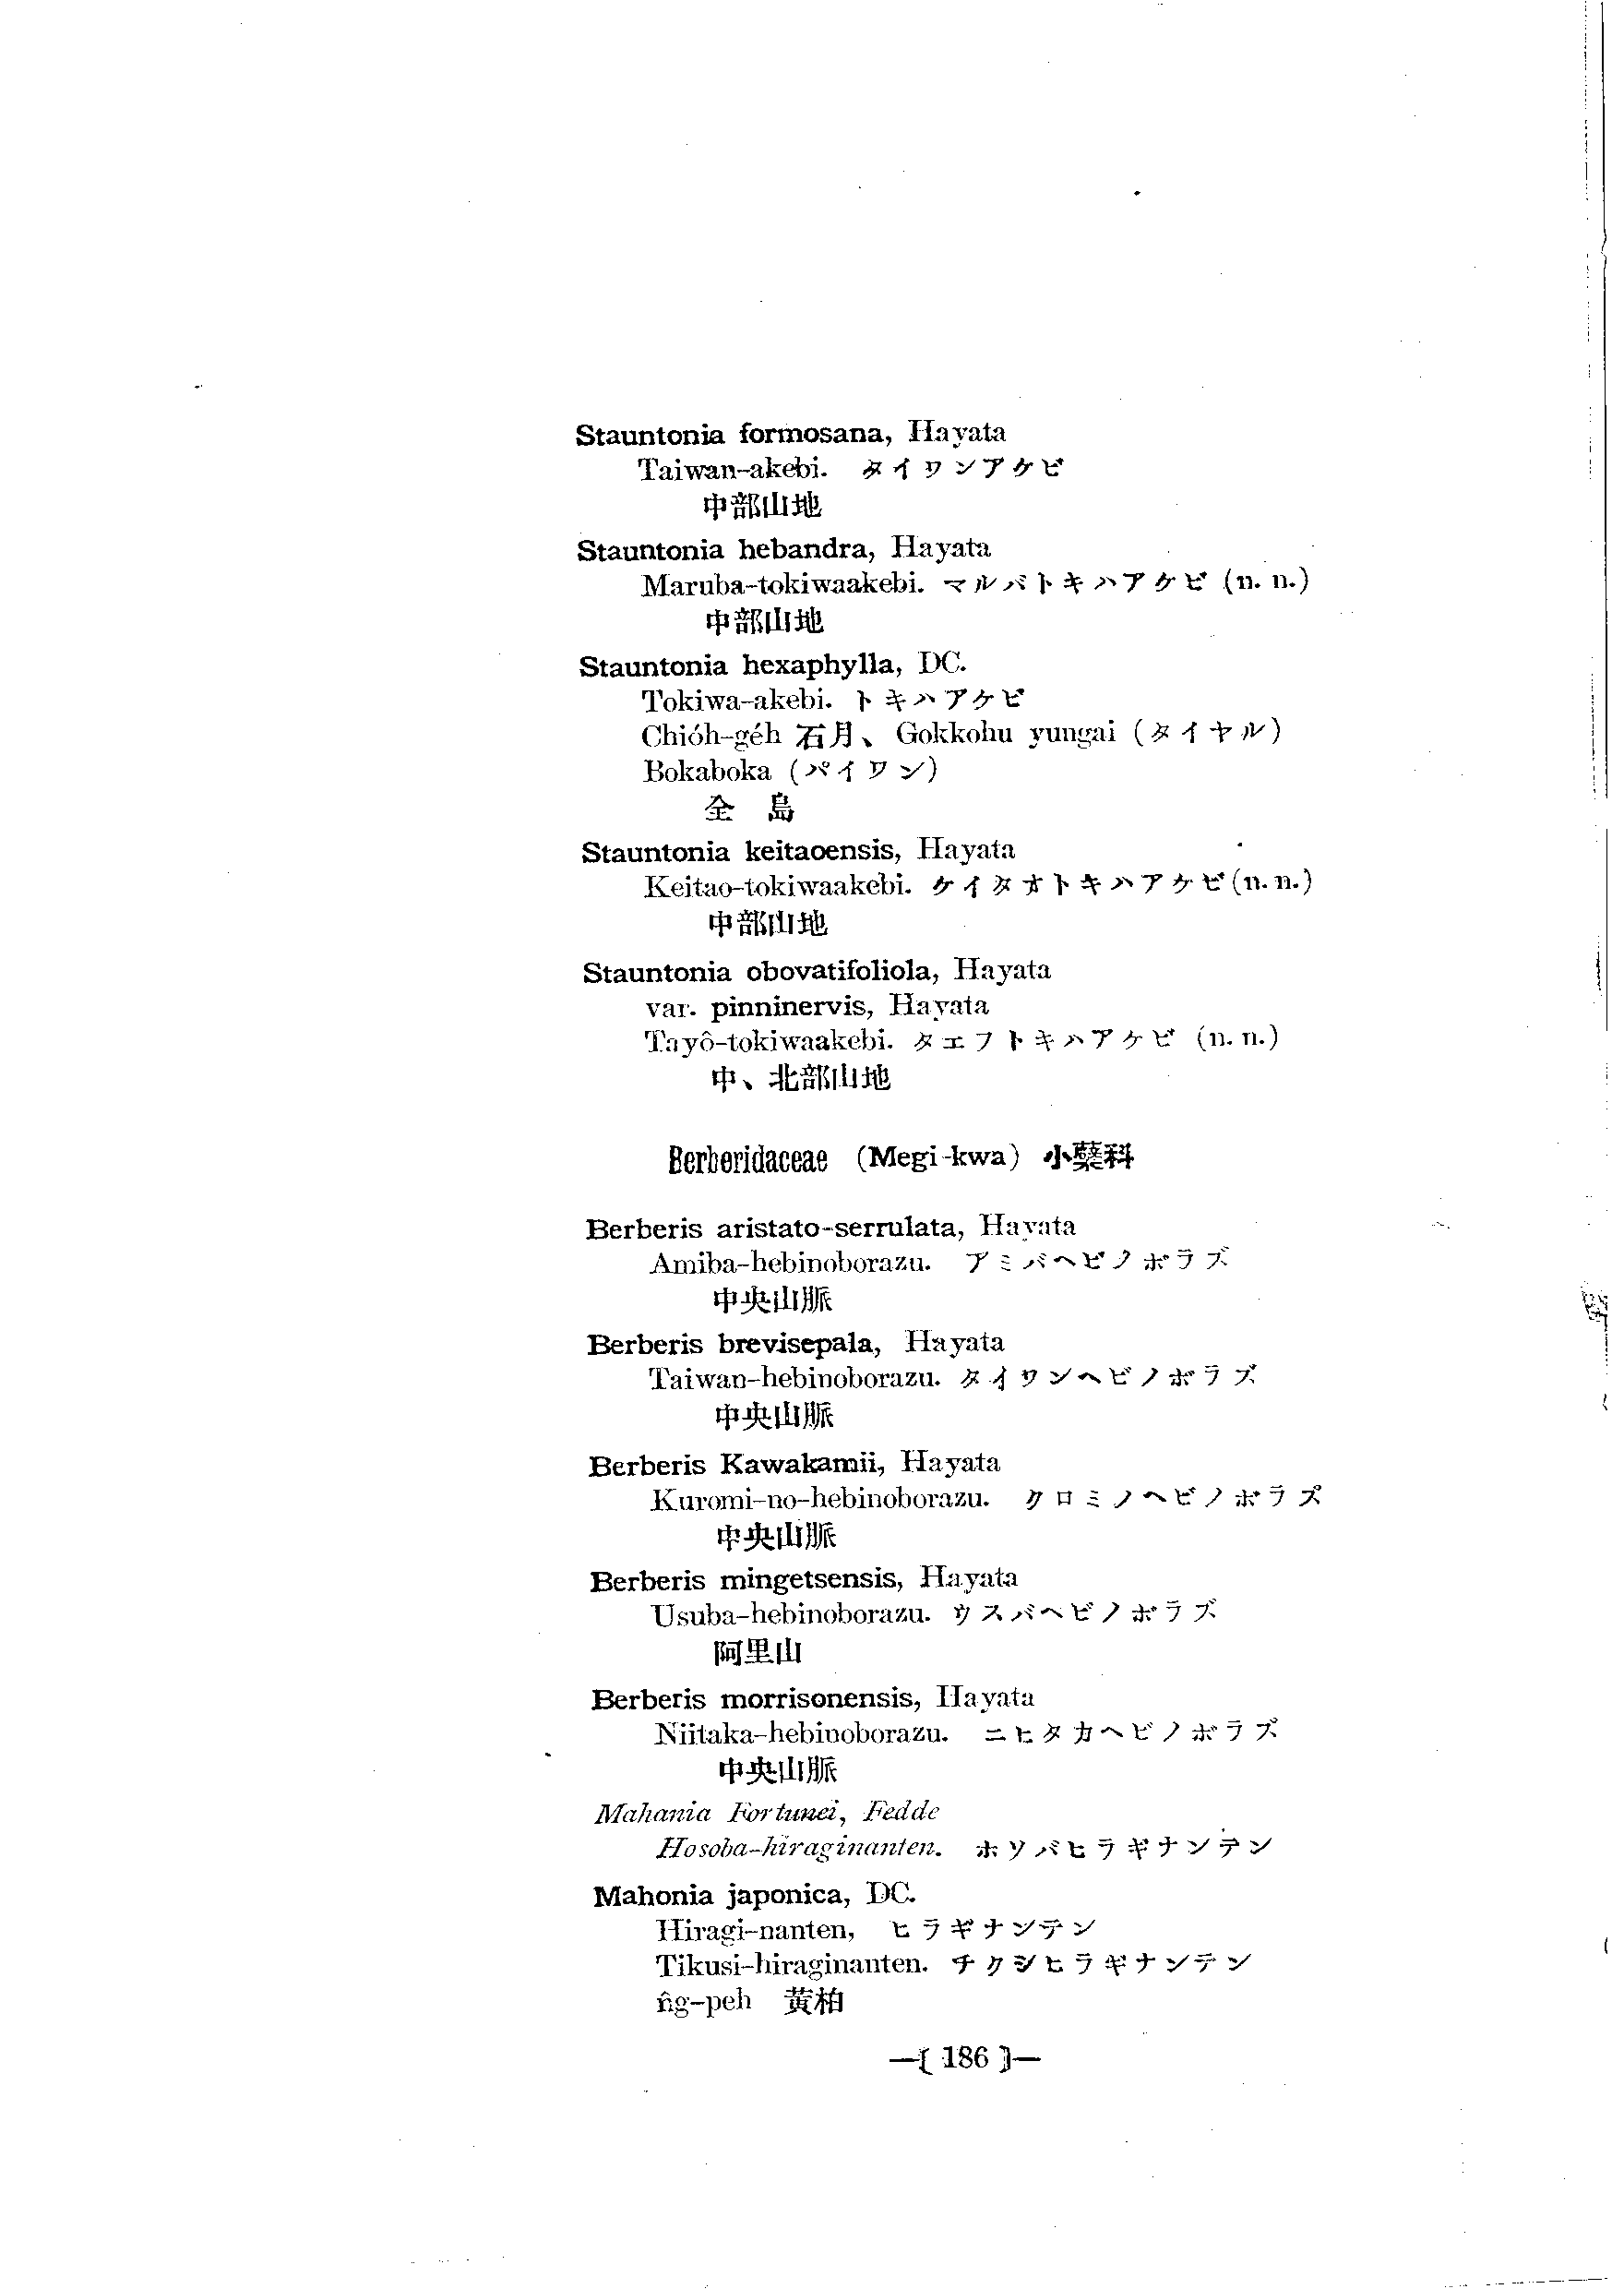 Stauntonia formosana, Hayata
Taiwan-akebi. タイワンアケビ
中部山地
Stauntonia hebandra, Hayata
Maruba-tokiwaakebi. マルバトキハアケビ (n. n.)
中部山地
Stauntonia hexaphylla, DC.
Tokiwa-akebi. トキハアケビ
Chióh-géh 石月、 Gokkohu yungai (タイヤル)
Bokaboka (パイワン)
全 島
Stauntonia keitaoensis, Hayata
Keitao-tokiwaakebi. ケイタオトキハアケビ (n. n.)
中部山地
Stauntonia obovatifoliola, Hayata
var. pinninervis, Hayata
Tayô-tokiwaakebi. タエフトキハアケビ (n. n.)
中、北部山地
Berberidaceae (Megi-kwa) 小蘗科
Berberis aristato-serrulata, Hayata
Amiba-hebinoborazu. アミバヘビノボラズ
中央山脈
Berberis brevisepala, Hayata
Taiwan-hebinoborazu. タイワンヘビノボラズ
中央山脈
Berberis Kawakamii, Hayata
Kuromi-no-hebinoborazu. クロミノヘビノボラズ
中央山脈
Berberis mingetsensis, Hayata
Usuba-hebinoborazu. ウスバヘビノボラズ
阿里山
Berberis morrisonensis, Hayata
Niitaka-hebinoborazu. ニヒタカヘビノボラズ
中央山脈
Mahania Fortunei, Fedde
Hosoba-hiraginanten. ホソバヒラギナンテン
Mahonia japonica, DC.
Hiragi-nanten, ヒラギナンテン
Tikusi-hiraginanten. チクシヒラギナンテン
n̂g-peh 黄柏
—[ 186 ]—